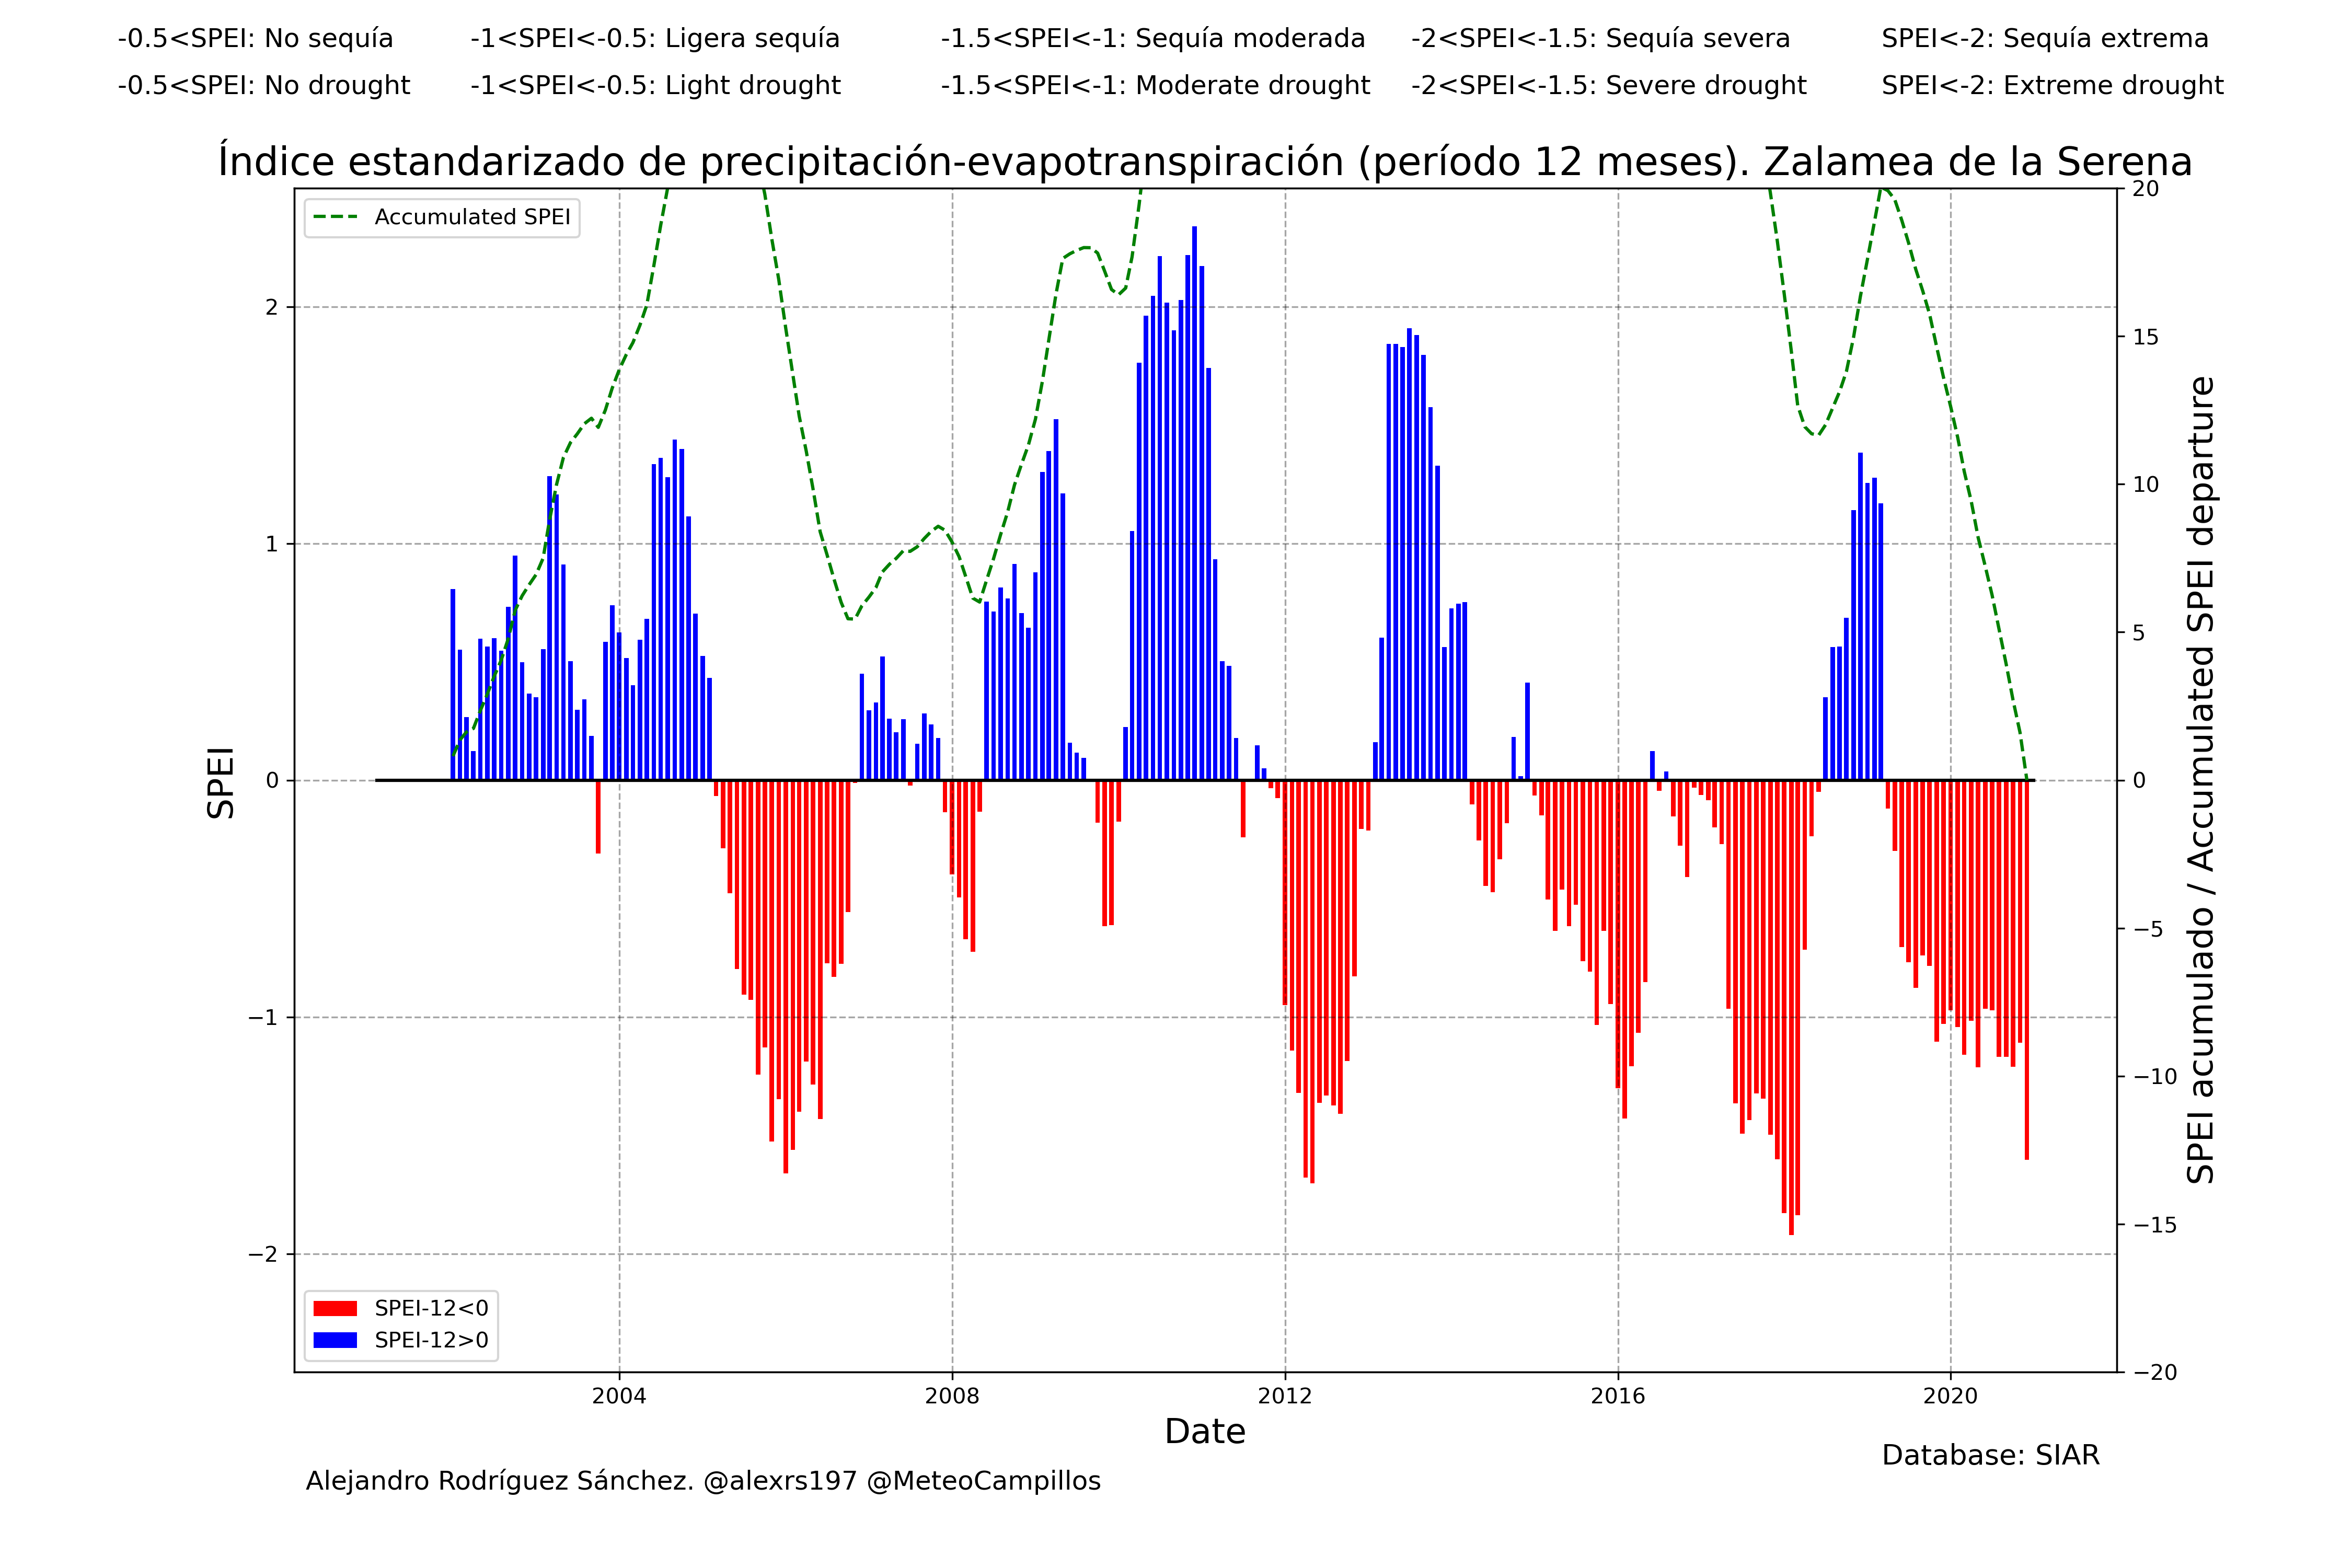 -0.5<SPEI: No sequía -1<SPEI<-0.5: Ligera sequía -1.5<SPEI<-1: Sequía moderada -2<SPEI<-1.5: Sequía severa SPEI<-2: Sequía extrema
-0.5<SPEI: No drought -1<SPEI<-0.5: Light drought -1.5<SPEI<-1: Moderate drought -2<SPEI<-1.5: Severe drought SPEI<-2: Extreme drought
Índice estandarizado de precipitación-evapotranspiración (período 12 meses). Zalamea de la Serena
Accumulated SPEI
2
1
0
−1
−2
SPEI
20
15
10
5
0
−5
−10
−15
−20
SPEI acumulado / Accumulated SPEI departure
SPEI-12<0
SPEI-12>0
2004 2008 2012 2016 2020
Date
Database: SIAR
Alejandro Rodríguez Sánchez. @alexrs197 @MeteoCampillos